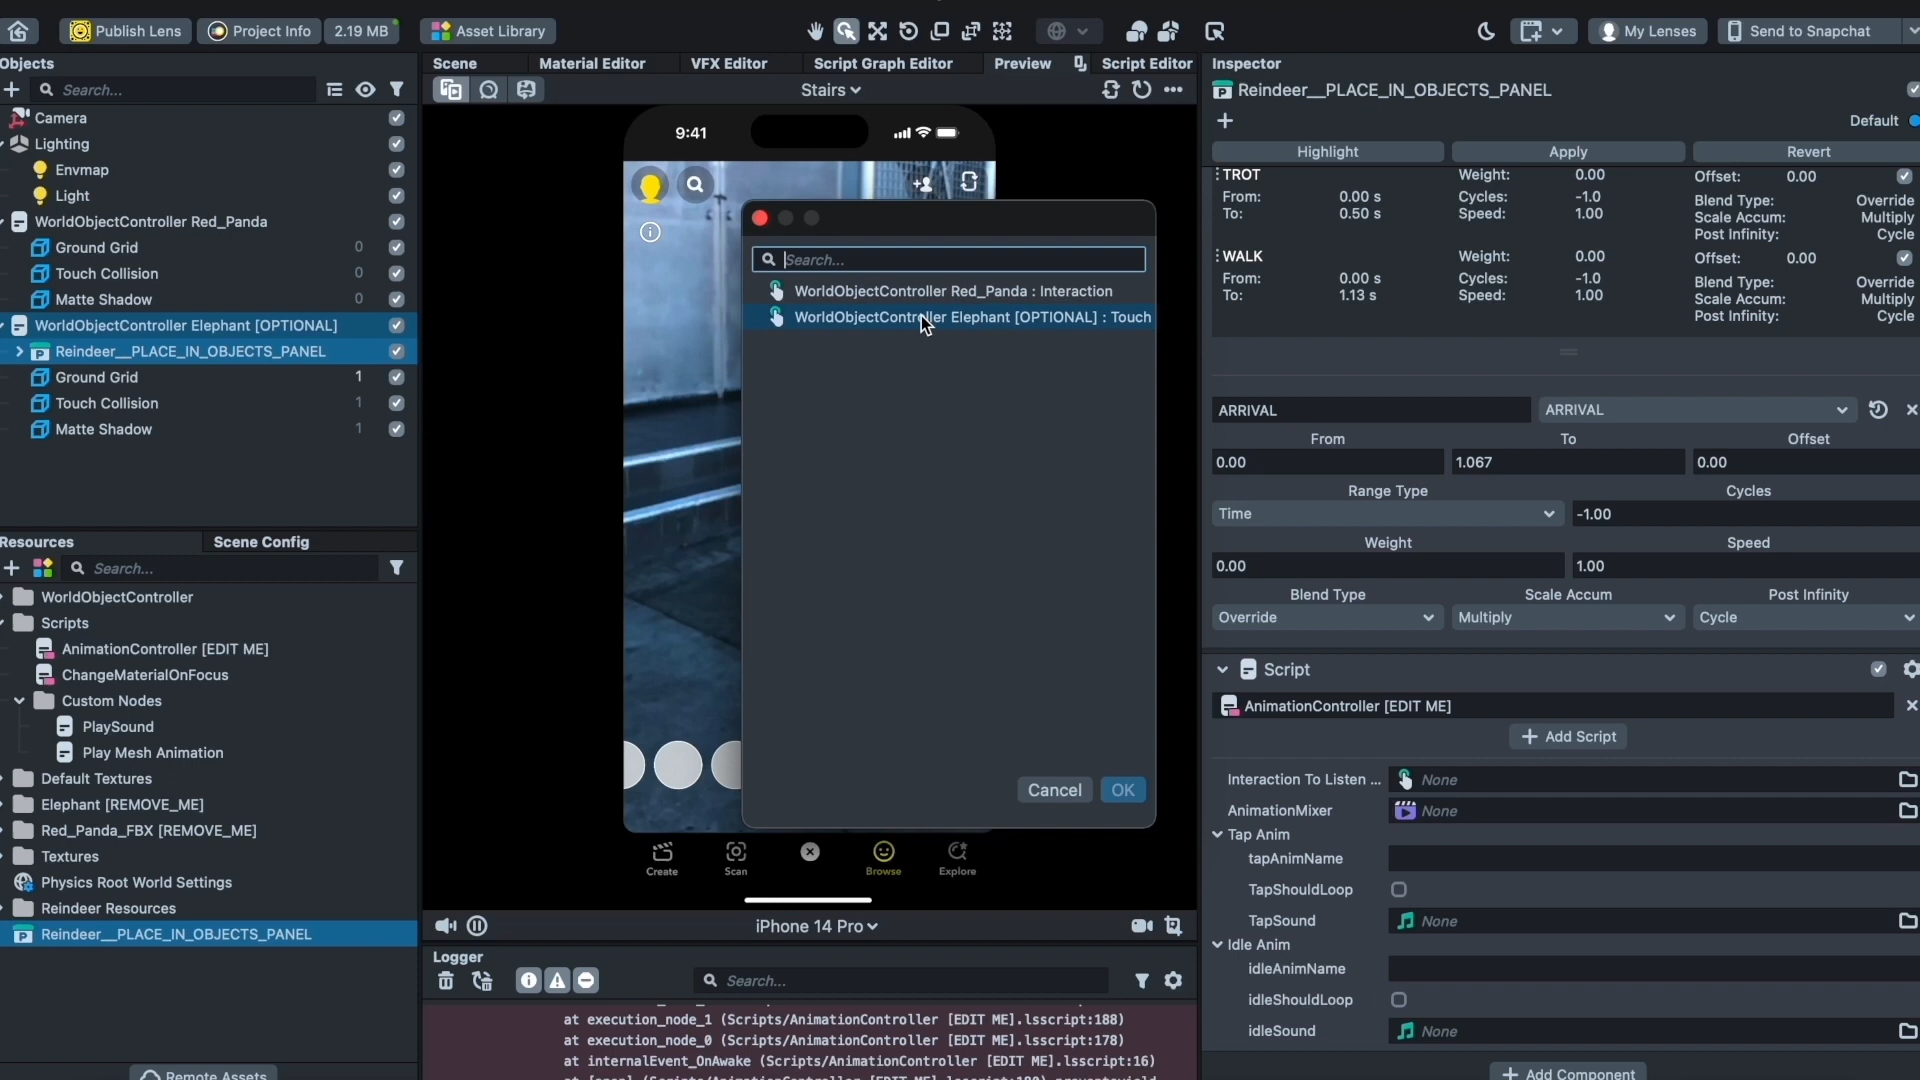 Publish Lens
Project Info
2.19 MB
Asset Library
My Lenses
Send to Snapchat
Objects
Search...
Camera
Lighting
Envmap
Light
WorldObjectController Red_Panda
Ground Grid 0
Touch Collision 0
Matte Shadow 0
WorldObjectController Elephant [OPTIONAL]
Reindeer__PLACE_IN_OBJECTS_PANEL
Ground Grid 1
Touch Collision 1
Matte Shadow 1
Resources
Scene Config
Search...
WorldObjectController
Scripts
AnimationController [EDIT ME]
ChangeMaterialOnFocus
Custom Nodes
PlaySound
Play Mesh Animation
Default Textures
Elephant [REMOVE_ME]
Red_Panda_FBX [REMOVE_ME]
Textures
Physics Root World Settings
Reindeer Resources
Reindeer__PLACE_IN_OBJECTS_PANEL
Remote Assets
Scene
Material Editor
VFX Editor
Script Graph Editor
Preview
Script Editor
Stairs
9:41
Search...
WorldObjectController Red_Panda : Interaction
WorldObjectController Elephant [OPTIONAL] : Touch
Cancel
OK
Create
Scan
Browse
Explore
iPhone 14 Pro
Logger
Search...
at execution_node_1 (Scripts/AnimationController [EDIT ME].lsscript:188)
at execution_node_0 (Scripts/AnimationController [EDIT ME].lsscript:178)
at internalEvent_OnAwake (Scripts/AnimationController [EDIT ME].lsscript:16)
Inspector
Reindeer__PLACE_IN_OBJECTS_PANEL
Default
Highlight
Apply
Revert
TROT Weight: 0.00 Offset: 0.00
From: 0.00 s Cycles: -1.0 Blend Type: Override
To: 0.50 s Speed: 1.00 Scale Accum: Multiply
Post Infinity: Cycle
WALK Weight: 0.00 Offset: 0.00
From: 0.00 s Cycles: -1.0 Blend Type: Override
To: 1.13 s Speed: 1.00 Scale Accum: Multiply
Post Infinity: Cycle
ARRIVAL
ARRIVAL
From To Offset
0.00 1.067 0.00
Range Type Cycles
Time -1.00
Weight Speed
0.00 1.00
Blend Type Scale Accum Post Infinity
Override Multiply Cycle
Script
AnimationController [EDIT ME]
Add Script
Interaction To Listen ... None
AnimationMixer None
Tap Anim
tapAnimName
TapShouldLoop
TapSound None
Idle Anim
idleAnimName
idleShouldLoop
idleSound None
Add Component